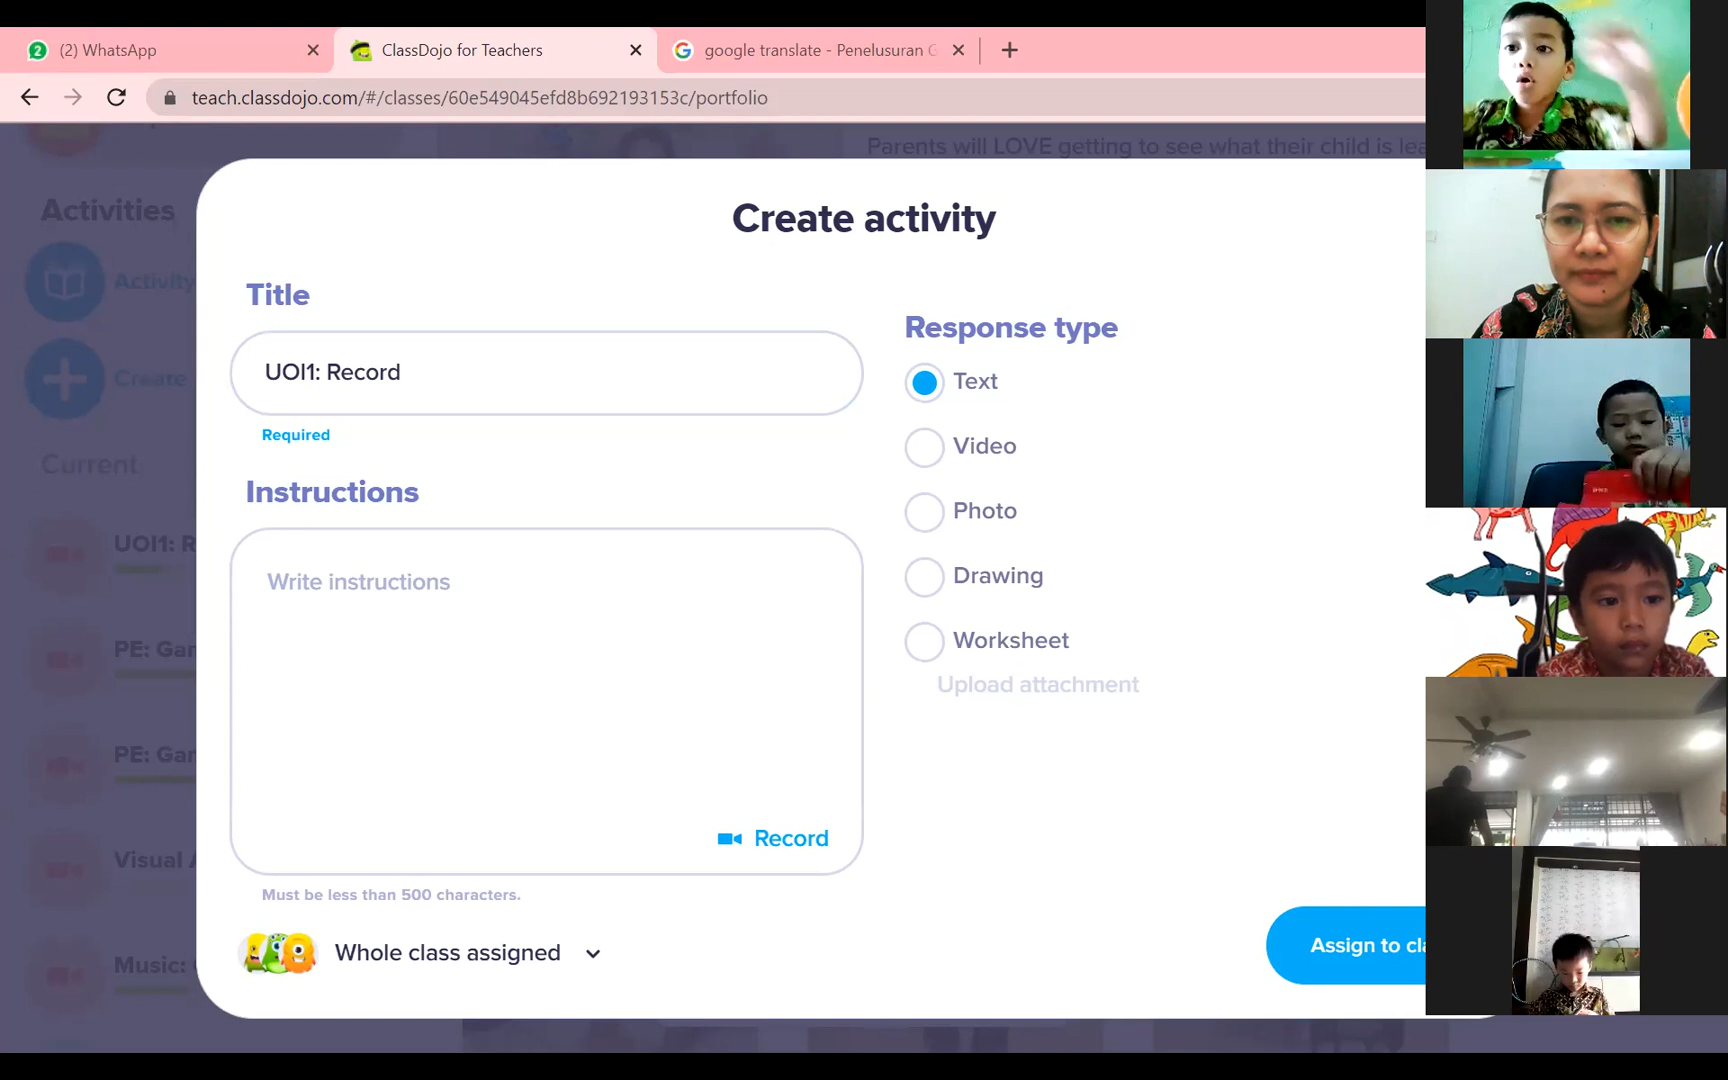 2
(2) WhatsApp
ClassDojo for Teachers
google translate - Penelusuran G
teach.classdojo.com/#/classes/60e549045efd8b692193153c/portfolio
Parents will LOVE getting to see what their child is lea
Activities
Activity
Create
Current
UOI1: R
PE: Gar
PE: Gar
Visual A
Music:
Create activity
Title
UOI1: Record
Required
Instructions
Write instructions
Record
Must be less than 500 characters.
Whole class assigned
Response type
Text
Video
Photo
Drawing
Worksheet
Upload attachment
Assign to cla